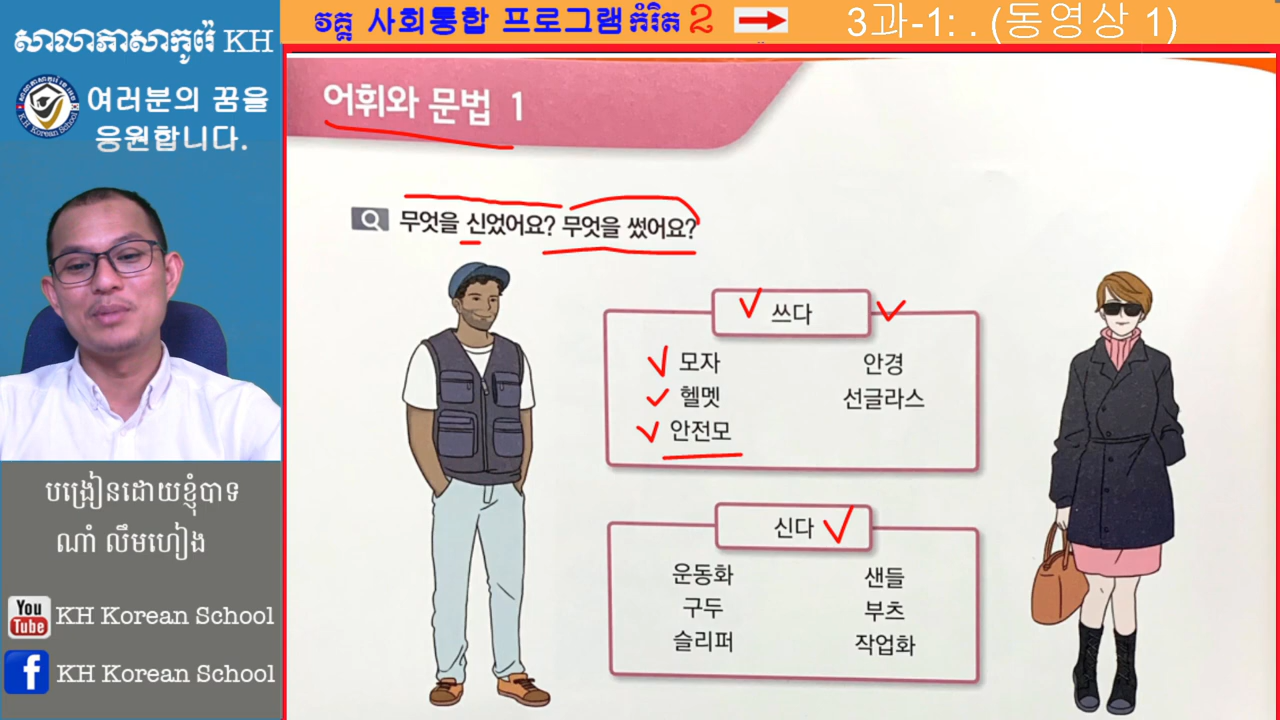 សាលាភាសាកូរ៉េ KH
여러분의 꿈을
응원합니다.
វគ្គ 사회통합 프로그램 កំរិត 2
3과-1: . (동영상 1)
어휘와 문법 1
무엇을 신었어요? 무엇을 썼어요?
쓰다
모자 안경
헬멧 선글라스
안전모
신다
운동화 샌들
구두 부츠
슬리퍼 작업화
បង្រៀនដោយខ្ញុំបាទ
ណាំ លឹមហៀង
You
Tube
KH Korean School
f KH Korean School